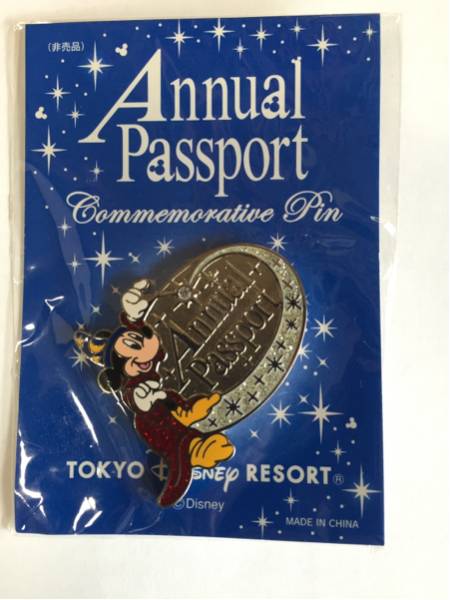 (非売品)
Annual
Passport
Commemorative Pin
Annual
Passport
TOKYO DISNEY RESORT®
©Disney
MADE IN CHINA